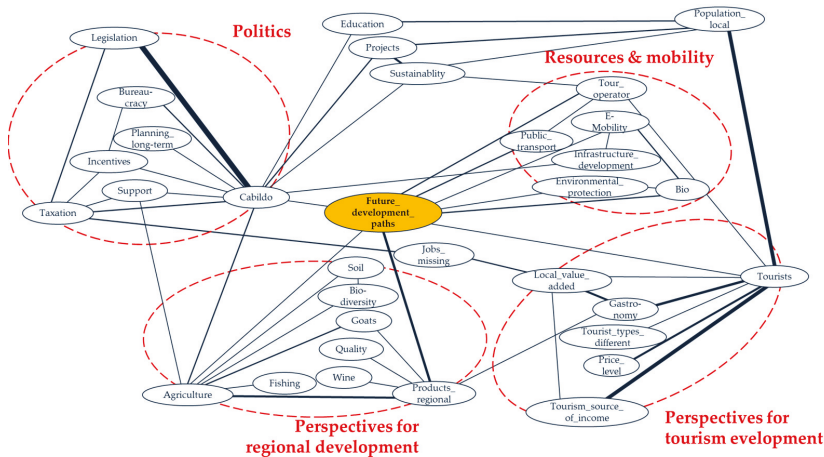 Population_
local
Education
Politics
Legislation
Projects
Resources & mobility
Sustainablity
Tour_
operator
Bureau-
cracy
E-
Mobility
Planning_
long-term
Public_
transport
Incentives
Infrastructure_development
Support
Environmental_
protection
Bio
Cabildo
Taxation
Future_
development_
paths
Jobs_
missing
Soil
Local_value_
added
Tourists
Bio-
diversity
Gastro-
nomy
Goats
Tourist_types_
different
Quality
Price_
level
Wine
Fishing
Agriculture
Products_
regional
Tourism_source_
of_income
Perspectives for
regional development
Perspectives for
tourism evelopment